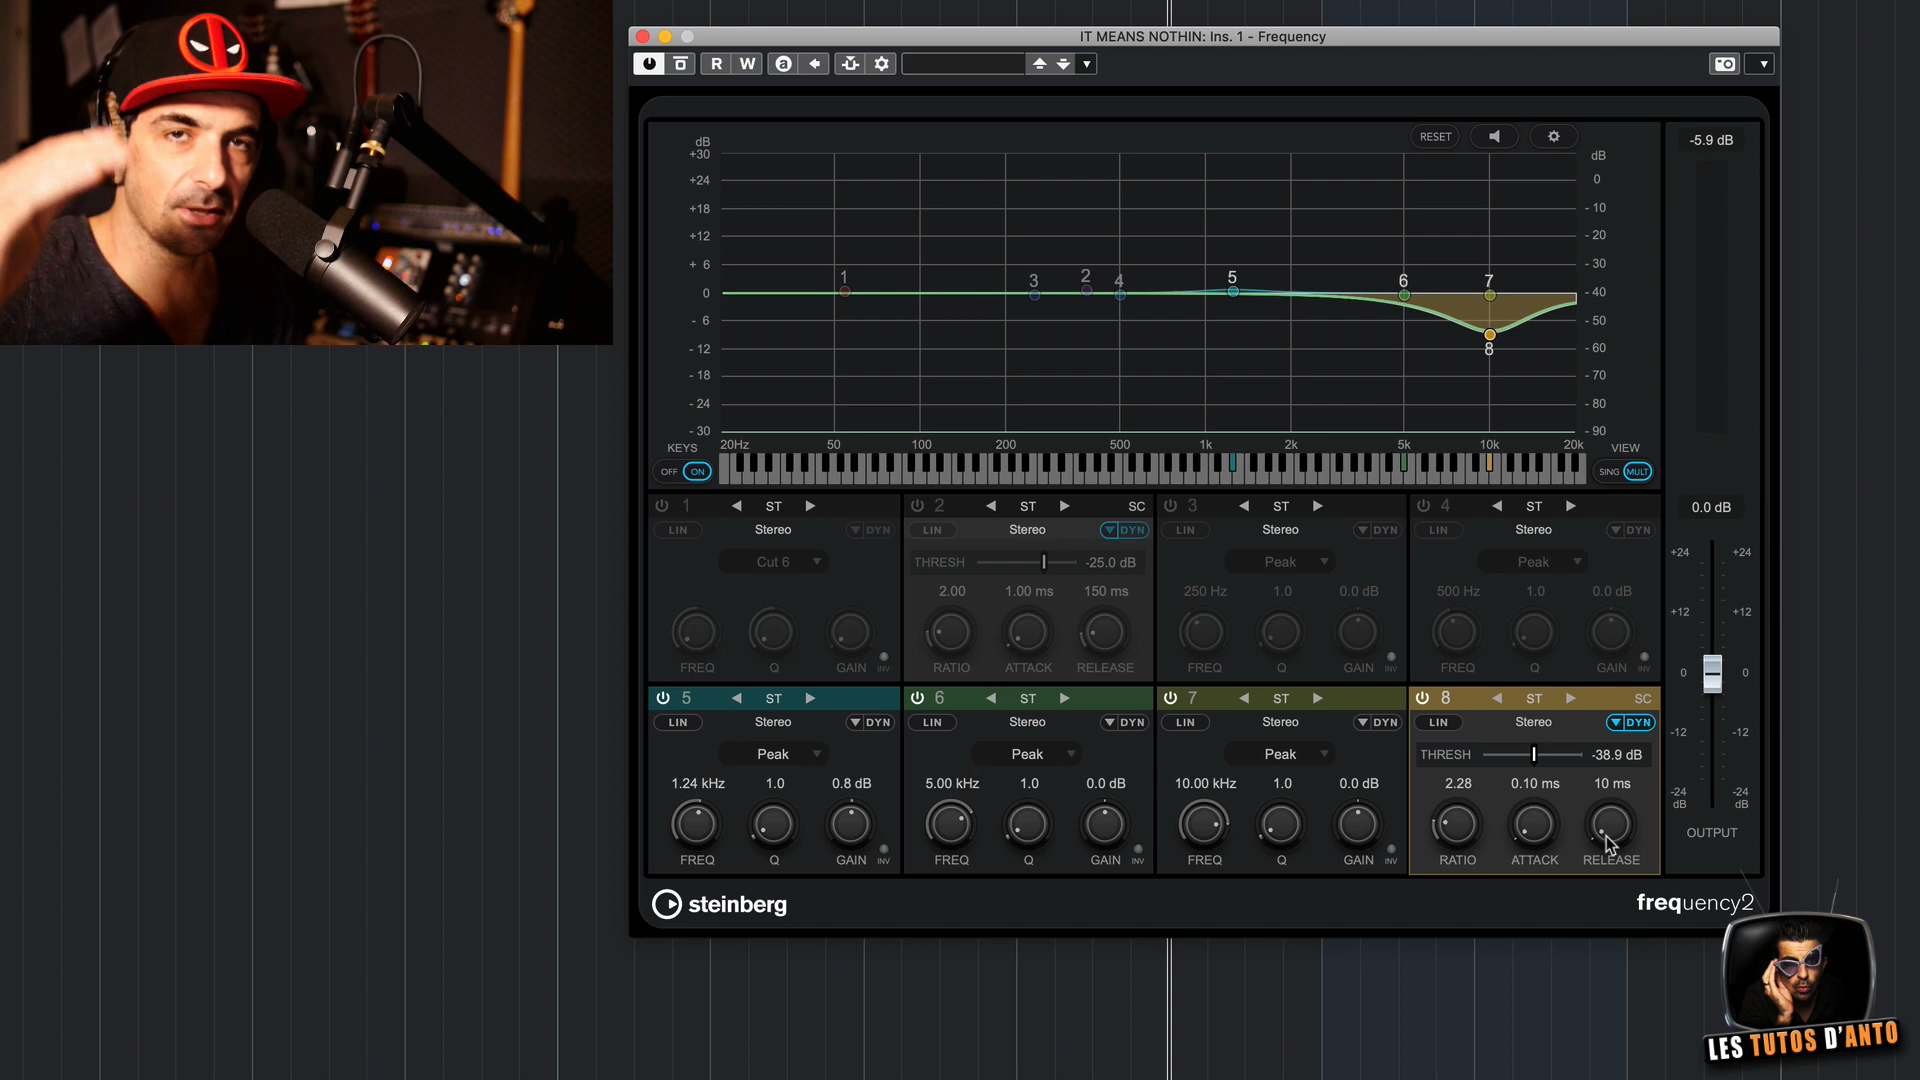 IT MEANS NOTHIN: Ins. 1 - Frequency
R W a
RESET
-5.9 dB
dB
+30
+24
+18
+12
+ 6
0
- 6
- 12
- 18
- 24
- 30
dB
0
- 10
- 20
- 30
- 40
- 50
- 60
- 70
- 80
- 90
1 3 2 4 5 6 7
8
20Hz 50 100 200 500 1k 2k 5k 10k 20k
KEYS
OFF ON
VIEW
SING MULT
1 ST
LIN Stereo DYN
Cut 6
FREQ Q GAIN INV
2 ST SC
LIN Stereo DYN
THRESH -25.0 dB
2.00 1.00 ms 150 ms
RATIO ATTACK RELEASE
3 ST
LIN Stereo DYN
Peak
250 Hz 1.0 0.0 dB
FREQ Q GAIN INV
4 ST
LIN Stereo DYN
Peak
500 Hz 1.0 0.0 dB
FREQ Q GAIN INV
5 ST
LIN Stereo DYN
Peak
1.24 kHz 1.0 0.8 dB
FREQ Q GAIN INV
6 ST
LIN Stereo DYN
Peak
5.00 kHz 1.0 0.0 dB
FREQ Q GAIN INV
7 ST
LIN Stereo DYN
Peak
10.00 kHz 1.0 0.0 dB
FREQ Q GAIN INV
8 ST SC
LIN Stereo DYN
THRESH -38.9 dB
2.28 0.10 ms 10 ms
RATIO ATTACK RELEASE
0.0 dB
+24 +24
+12 +12
0 0
-12 -12
-24 -24
dB dB
OUTPUT
steinberg
frequency2
LES TUTOS D'ANTO